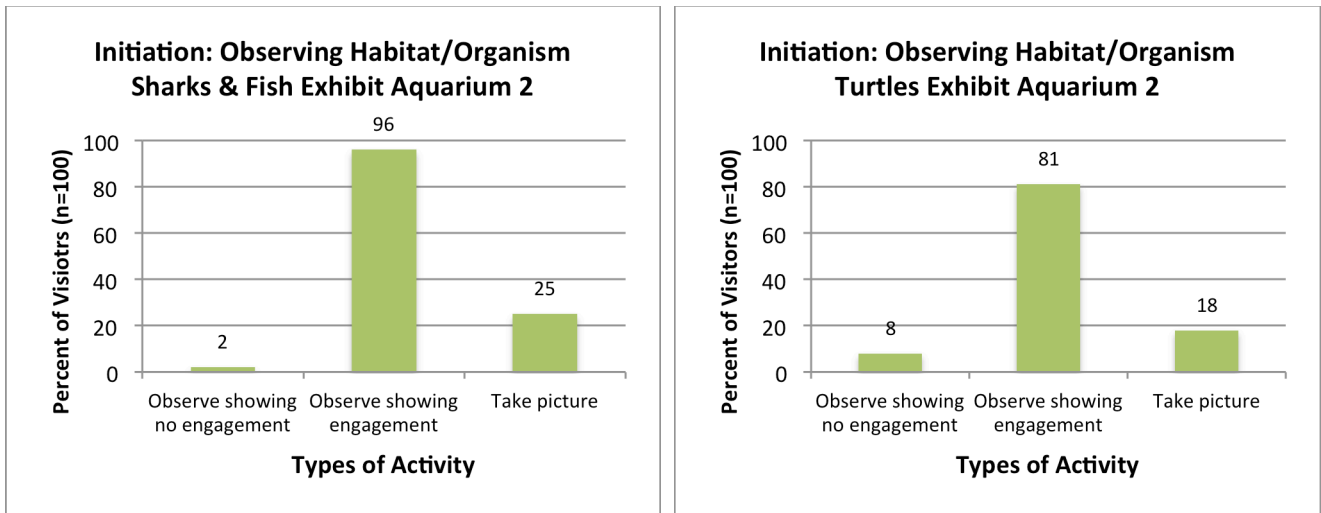 Initiation: Observing Habitat/Organism
Sharks & Fish Exhibit Aquarium 2
Percent of Visiotrs (n=100)
100
80
60
40
20
0
2
96
25
Observe showing
no engagement
Observe showing
engagement
Take picture
Types of Activity
Initiation: Observing Habitat/Organism
Turtles Exhibit Aquarium 2
Percent of Visitors (n=100)
100
80
60
40
20
0
8
81
18
Observe showing
no engagement
Observe showing
engagement
Take picture
Types of Activity